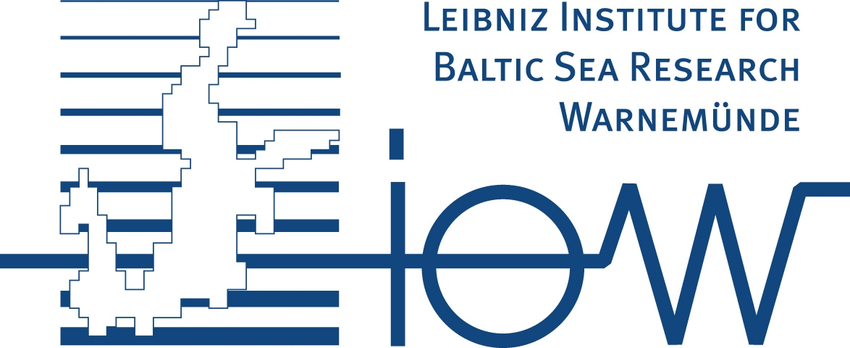 Leibniz Institute for
Baltic Sea Research
Warnemünde
iow